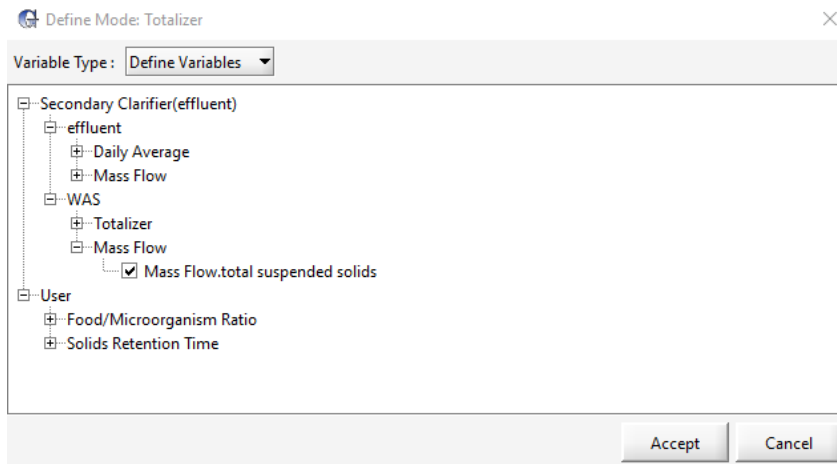 Define Mode: Totalizer
Variable Type : Define Variables
Secondary Clarifier(effluent)
effluent
Daily Average
Mass Flow
WAS
Totalizer
Mass Flow
Mass Flow.total suspended solids
User
Food/Microorganism Ratio
Solids Retention Time
Accept Cancel